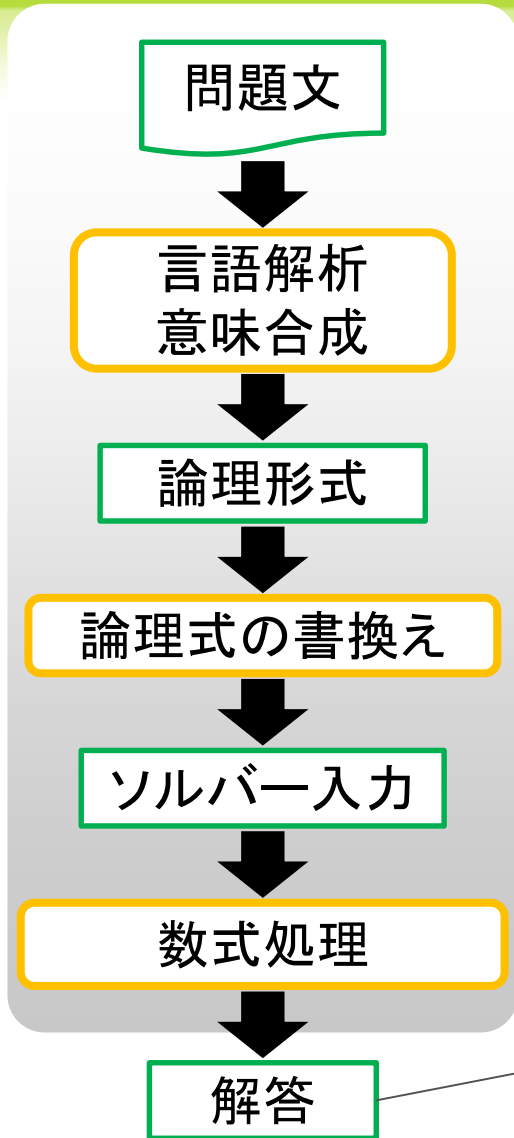 問題文
言語解析
意味合成
論理形式
論理式の書換え
ソルバー入力
数式処理
解答